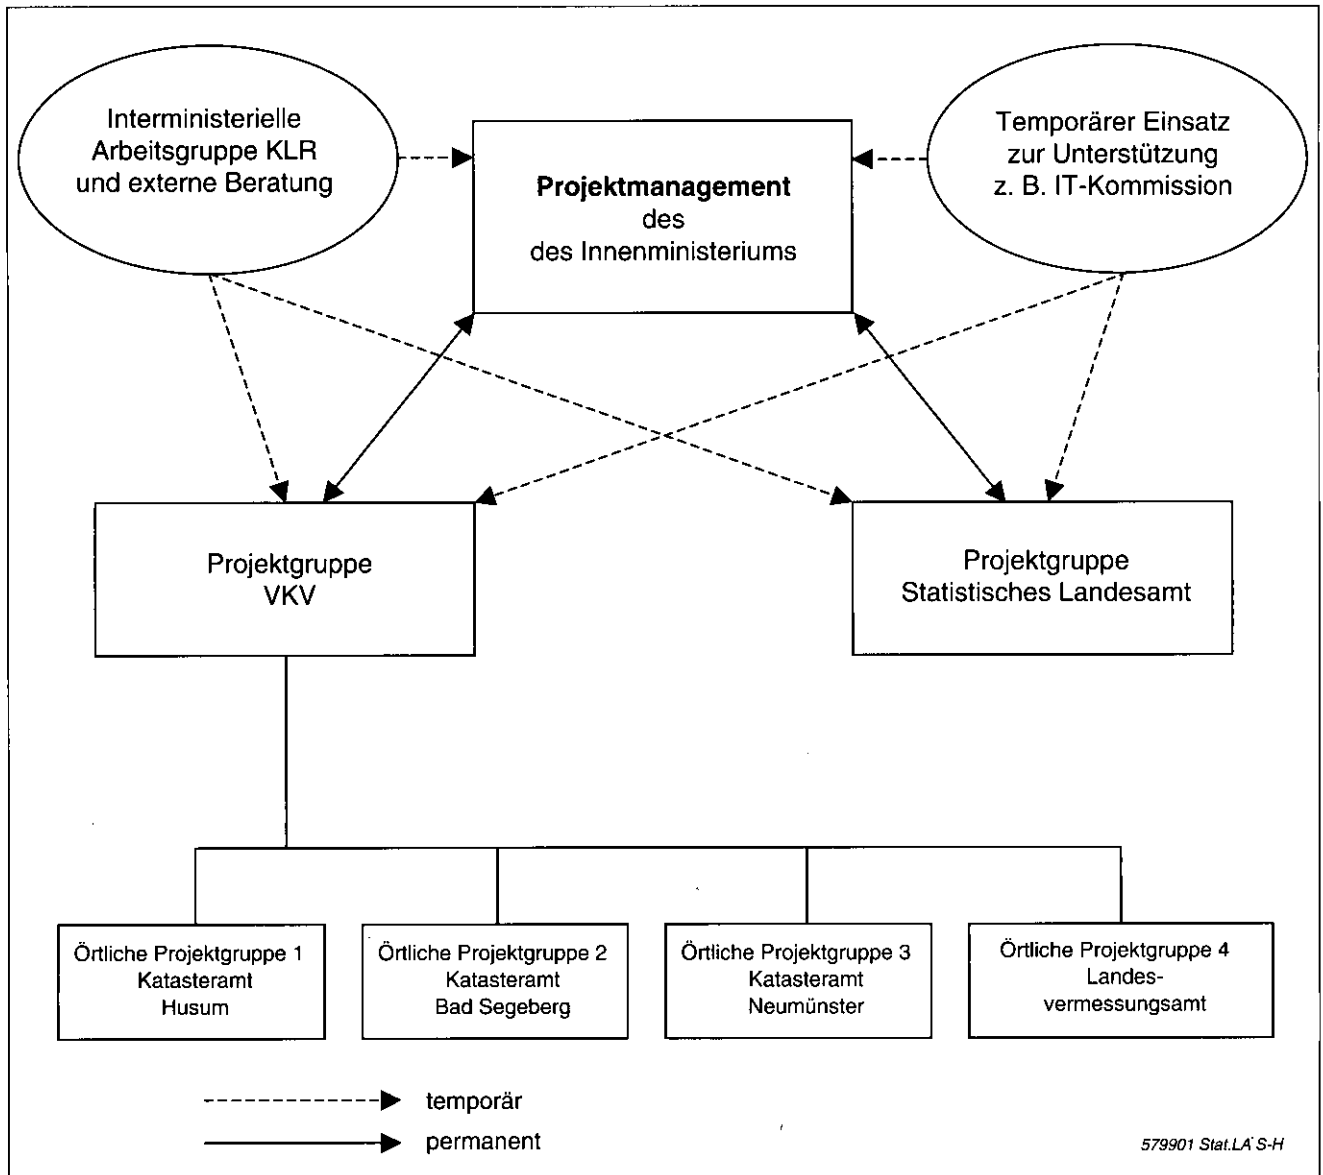 Interministerielle
Arbeitsgruppe KLR
und externe Beratung
Projektmanagement
des
des Innenministeriums
Temporärer Einsatz
zur Unterstützung
z. B. IT-Kommission
Projektgruppe
VKV
Projektgruppe
Statistisches Landesamt
Örtliche Projektgruppe 1
Katasteramt
Husum
Örtliche Projektgruppe 2
Katasteramt
Bad Segeberg
Örtliche Projektgruppe 3
Katasteramt
Neumünster
Örtliche Projektgruppe 4
Landes-
vermessungsamt
temporär
permanent
579901 Stat.LA S-H